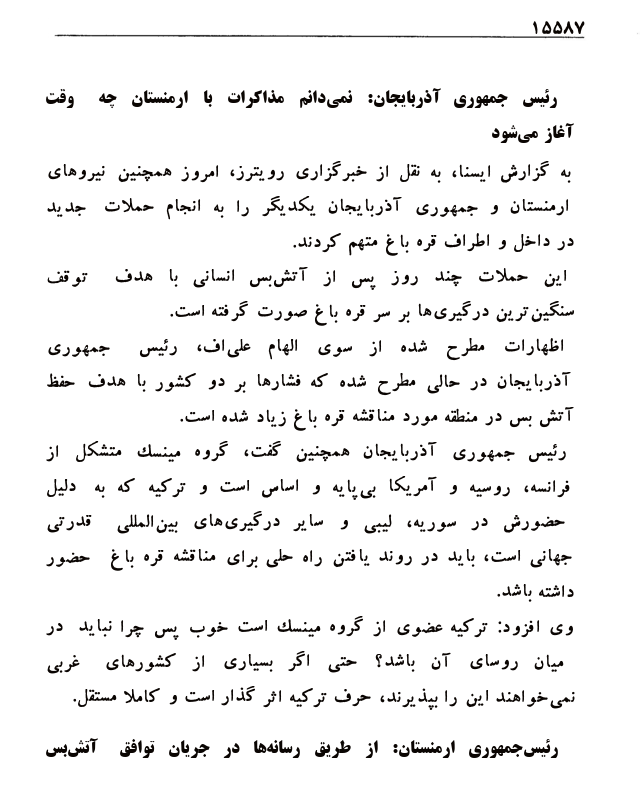 ۱۵۵۸۷
رئیس جمهوری آذربایجان: نمی‌دانم مذاکرات با ارمنستان چه وقت
آغاز می‌شود
به گزارش ایسنا، به نقل از خبرگزاری رویترز، امروز همچنین نیروهای
ارمنستان و جمهوری آذربایجان یکدیگر را به انجام حملات جدید
در داخل و اطراف قره باغ متهم کردند.
این حملات چند روز پس از آتش‌بس انسانی با هدف توقف
سنگین‌ترین درگیری‌ها بر سر قره باغ صورت گرفته است.
اظهارات مطرح شده از سوی الهام علی‌اف، رئیس جمهوری
آذربایجان در حالی مطرح شده که فشارها بر دو کشور با هدف حفظ
آتش بس در منطقه مورد مناقشه قره باغ زیاد شده است.
رئیس جمهوری آذربایجان همچنین گفت، گروه مینسك متشکل از
فرانسه، روسیه و آمریکا بی‌پایه و اساس است و ترکیه که به دلیل
حضورش در سوریه، لیبی و سایر درگیری‌های بین‌المللی قدرتی
جهانی است، باید در روند یافتن راه حلی برای مناقشه قره باغ حضور
داشته باشد.
وی افزود: ترکیه عضوی از گروه مینسك است خوب پس چرا نباید در
میان روسای آن باشد؟ حتی اگر بسیاری از کشورهای غربی
نمی‌خواهند این را بپذیرند، حرف ترکیه اثر گذار است و کاملا مستقل.
رئیس‌جمهوری ارمنستان: از طریق رسانه‌ها در جریان توافق آتش‌بس